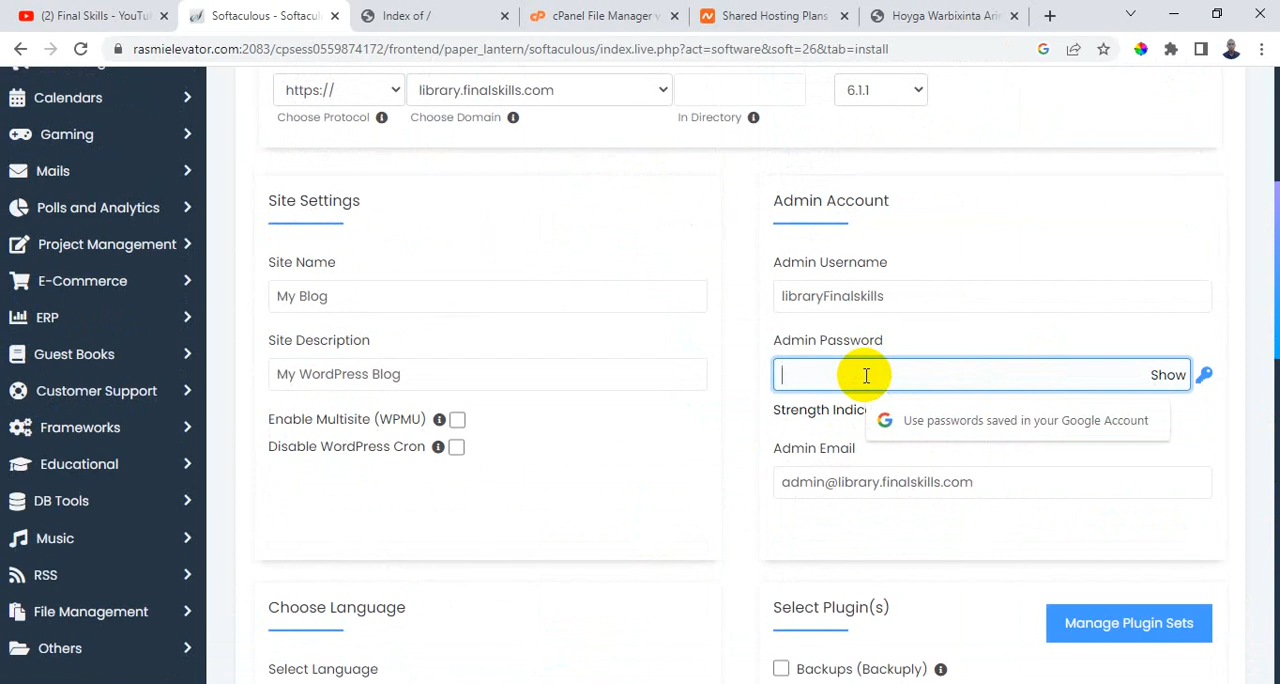 (2) Final Skills - YouTu
Softaculous - Softacul
Index of /
cPanel File Manager v
Shared Hosting Plans
Hoyga Warbixinta Arin
rasmielevator.com:2083/cpsess0559874172/frontend/paper_lantern/softaculous/index.live.php?act=software&soft=26&tab=install
Calendars
Gaming
Mails
Polls and Analytics
Project Management
E-Commerce
ERP
Guest Books
Customer Support
Frameworks
Educational
DB Tools
Music
RSS
File Management
Others
https://
library.finalskills.com
6.1.1
Choose Protocol
Choose Domain
In Directory
Site Settings
Site Name
My Blog
Site Description
My WordPress Blog
Enable Multisite (WPMU)
Disable WordPress Cron
Admin Account
Admin Username
libraryFinalskills
Admin Password
Show
Strength Indic
Use passwords saved in your Google Account
Admin Email
admin@library.finalskills.com
Choose Language
Select Language
Select Plugin(s)
Manage Plugin Sets
Backups (Backuply)